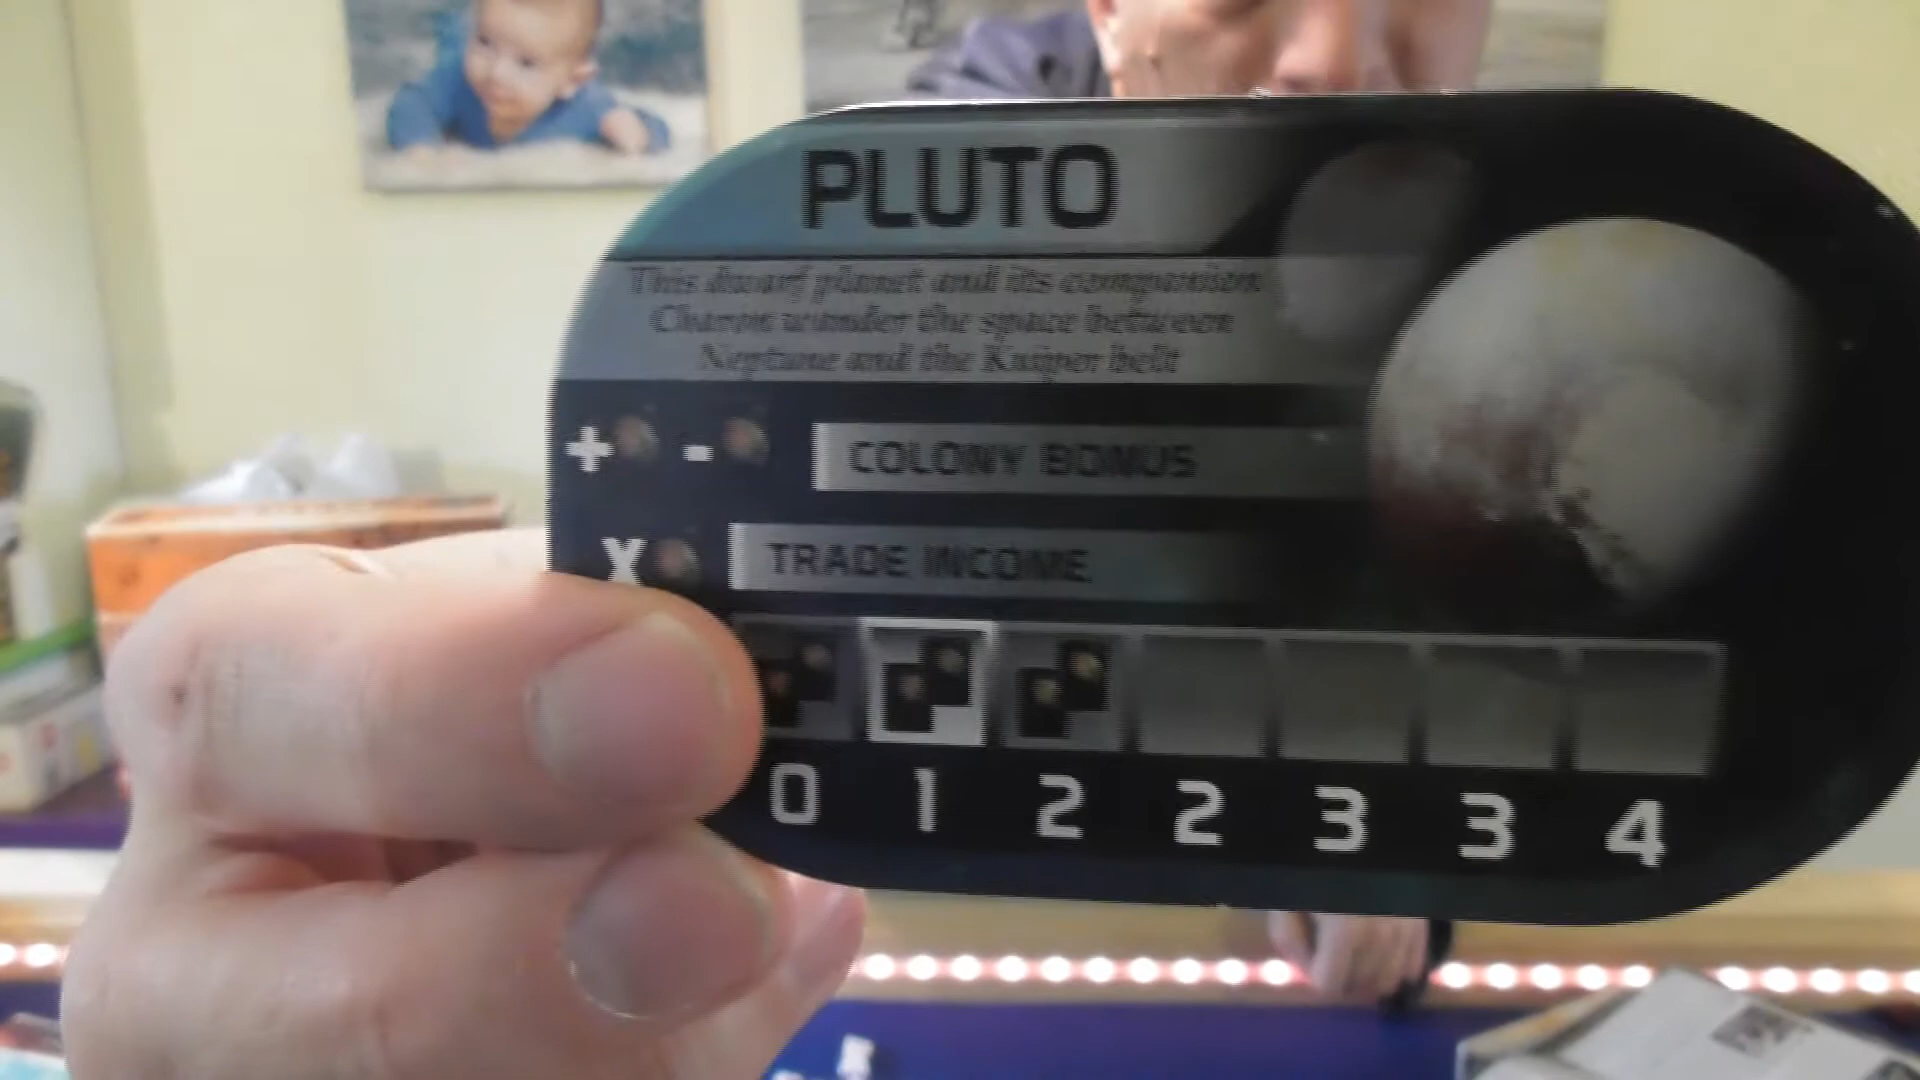 PLUTO
This dwarf planet and its companion
Charon wander the space between
Neptune and the Kuiper belt
+ - COLONY BONUS
X TRADE INCOME
0 1 2 2 3 3 4